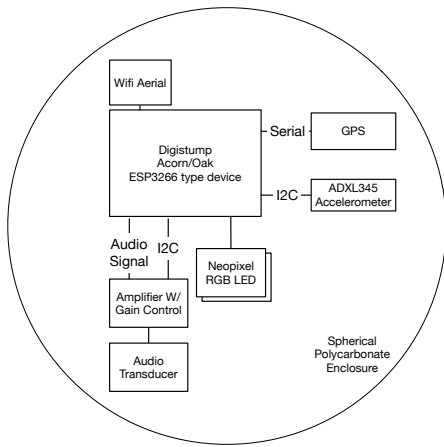 Wifi Aerial
Digistump
Acorn/Oak
ESP3266 type device
Serial
GPS
I2C
ADXL345
Accelerometer
Audio
Signal
I2C
Neopixel
RGB LED
Amplifier W/
Gain Control
Audio
Transducer
Spherical
Polycarbonate
Enclosure